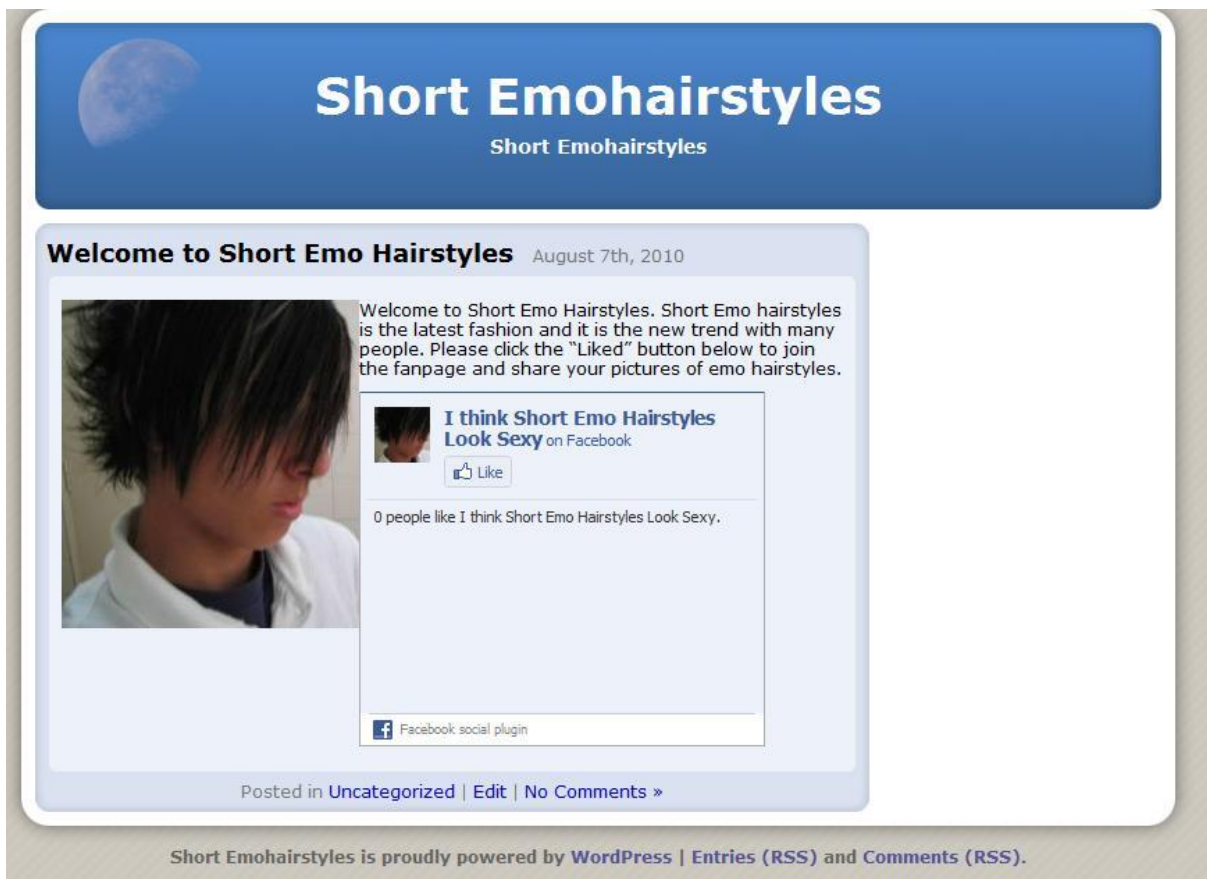 Short Emohairstyles
Short Emohairstyles
Welcome to Short Emo Hairstyles August 7th, 2010
Welcome to Short Emo Hairstyles. Short Emo hairstyles
is the latest fashion and it is the new trend with many
people. Please click the “Liked” button below to join
the fanpage and share your pictures of emo hairstyles.
I think Short Emo Hairstyles
Look Sexy on Facebook
Like
0 people like I think Short Emo Hairstyles Look Sexy.
Facebook social plugin
Posted in Uncategorized | Edit | No Comments »
Short Emohairstyles is proudly powered by WordPress | Entries (RSS) and Comments (RSS).